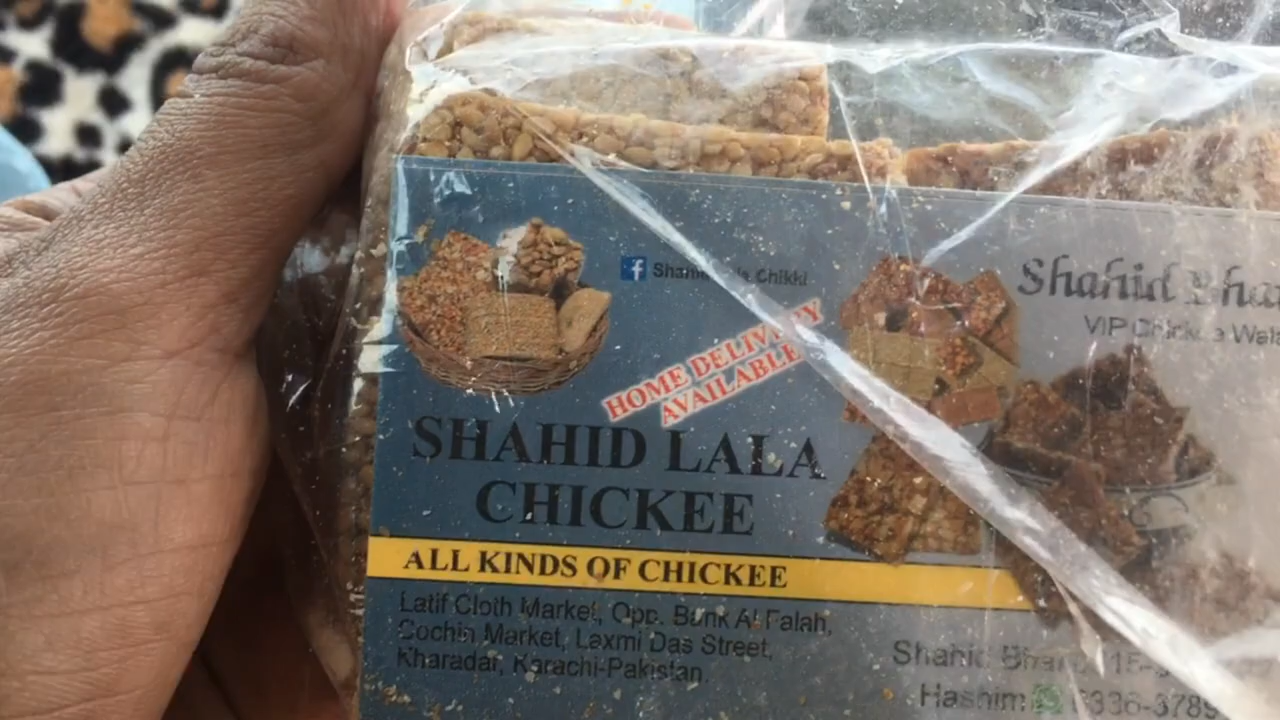 Chikki
HOME DELIVERY
AVAILABLE
Shahid
VIP
SHAHID LALA
CHICKEE
ALL KINDS OF CHICKEE
Latif Cloth Market, Opp. Bank Al Falah,
Cochin Market, Laxmi Das Street,
Kharadar, Karachi-Pakistan.
Shahid
Hashim